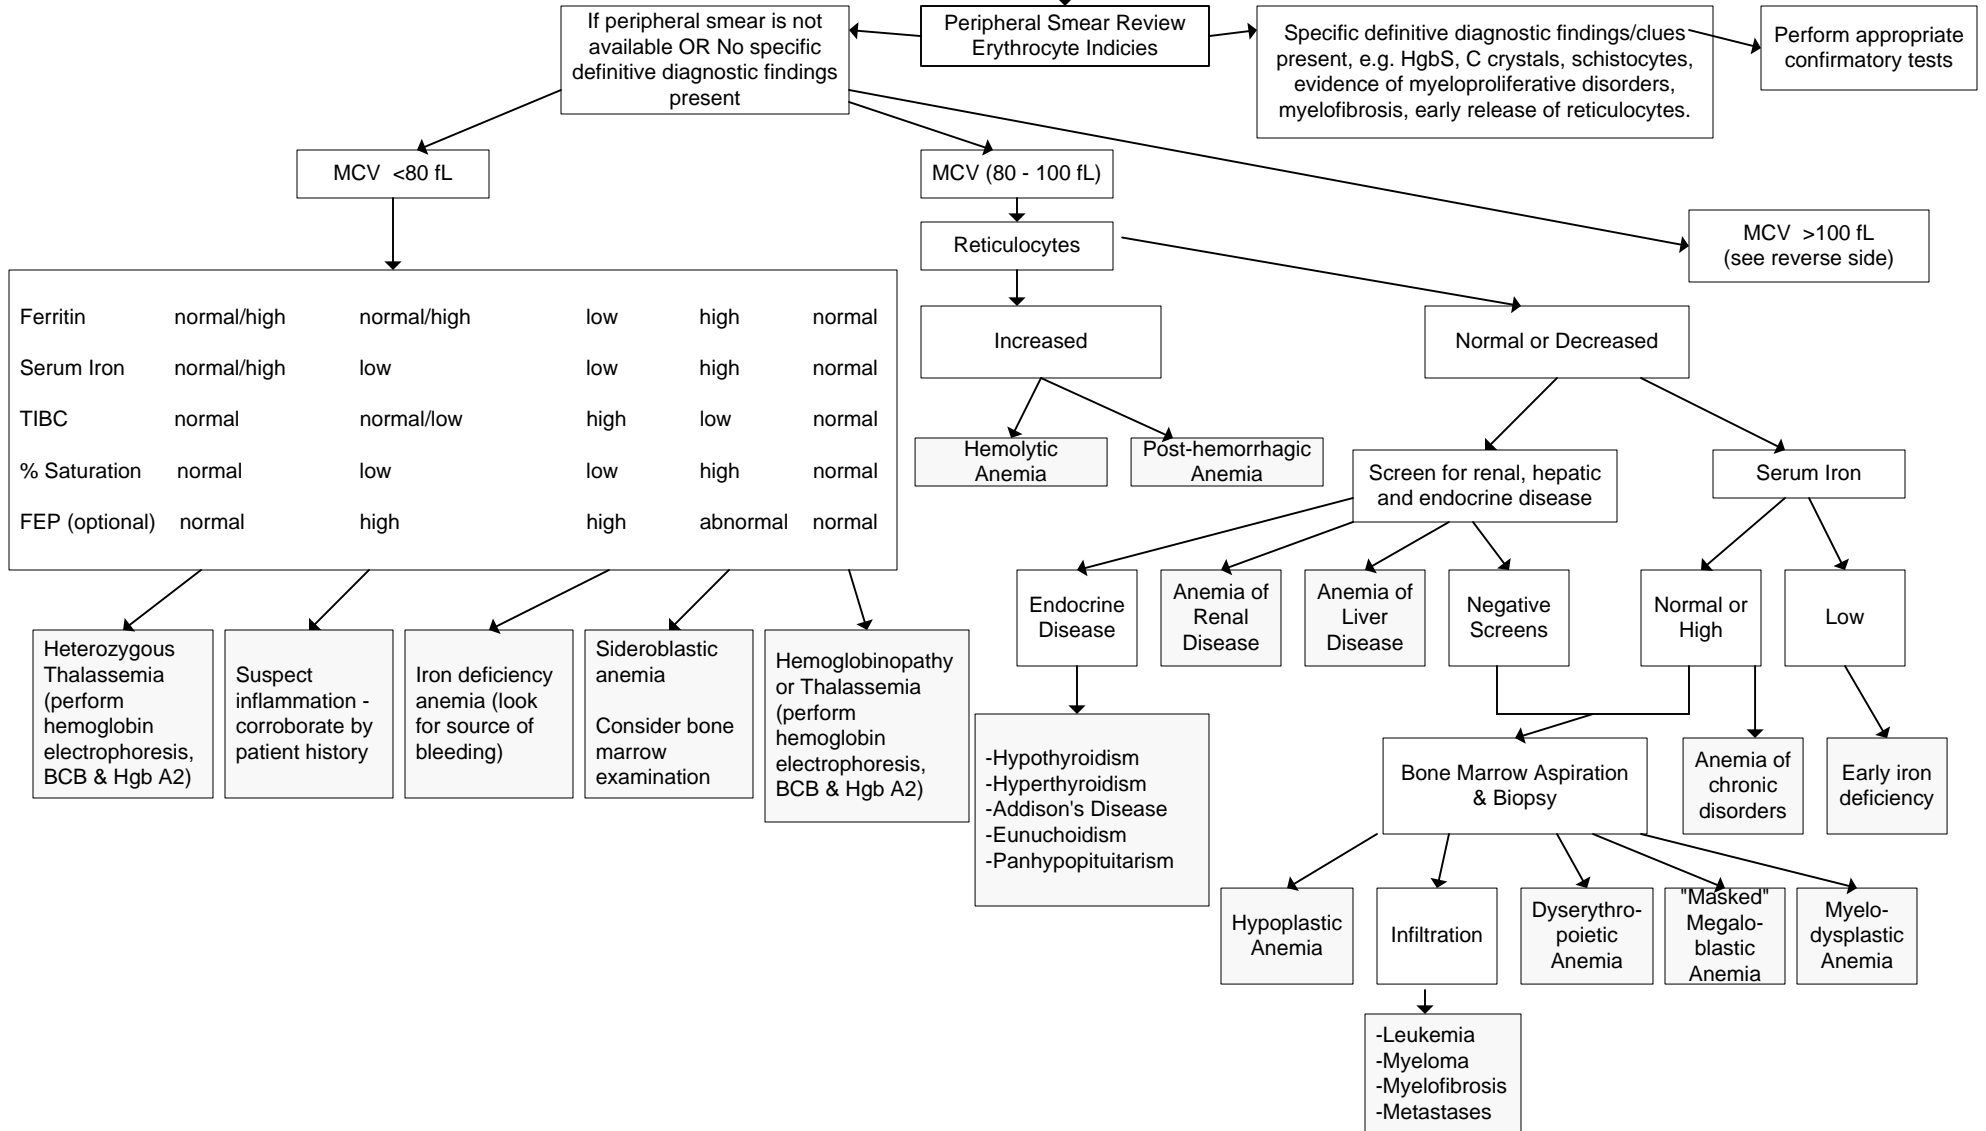 If peripheral smear is not
available OR No specific
definitive diagnostic findings
present
Peripheral Smear Review
Erythrocyte Indicies
Specific definitive diagnostic findings/clues
present, e.g. HgbS, C crystals, schistocytes,
evidence of myeloproliferative disorders,
myelofibrosis, early release of reticulocytes.
Perform appropriate
confirmatory tests
MCV <80 fL
MCV (80 - 100 fL)
MCV >100 fL
(see reverse side)
Reticulocytes
Ferritin normal/high normal/high low high normal
Serum Iron normal/high low low high normal
TIBC normal normal/low high low normal
% Saturation normal low low high normal
FEP (optional) normal high high abnormal normal
Increased
Normal or Decreased
Hemolytic
Anemia
Post-hemorrhagic
Anemia
Screen for renal, hepatic
and endocrine disease
Serum Iron
Endocrine
Disease
Anemia of
Renal
Disease
Anemia of
Liver
Disease
Negative
Screens
Normal or
High
Low
Heterozygous
Thalassemia
(perform
hemoglobin
electrophoresis,
BCB & Hgb A2)
Suspect
inflammation -
corroborate by
patient history
Iron deficiency
anemia (look
for source of
bleeding)
Sideroblastic
anemia
Consider bone
marrow
examination
Hemoglobinopathy
or Thalassemia
(perform
hemoglobin
electrophoresis,
BCB & Hgb A2)
-Hypothyroidism
-Hyperthyroidism
-Addison's Disease
-Eunuchoidism
-Panhypopituitarism
Bone Marrow Aspiration
& Biopsy
Anemia of
chronic
disorders
Early iron
deficiency
Hypoplastic
Anemia
Infiltration
Dyserythro-
poietic
Anemia
"Masked"
Megalo-
blastic
Anemia
Myelo-
dysplastic
Anemia
-Leukemia
-Myeloma
-Myelofibrosis
-Metastases